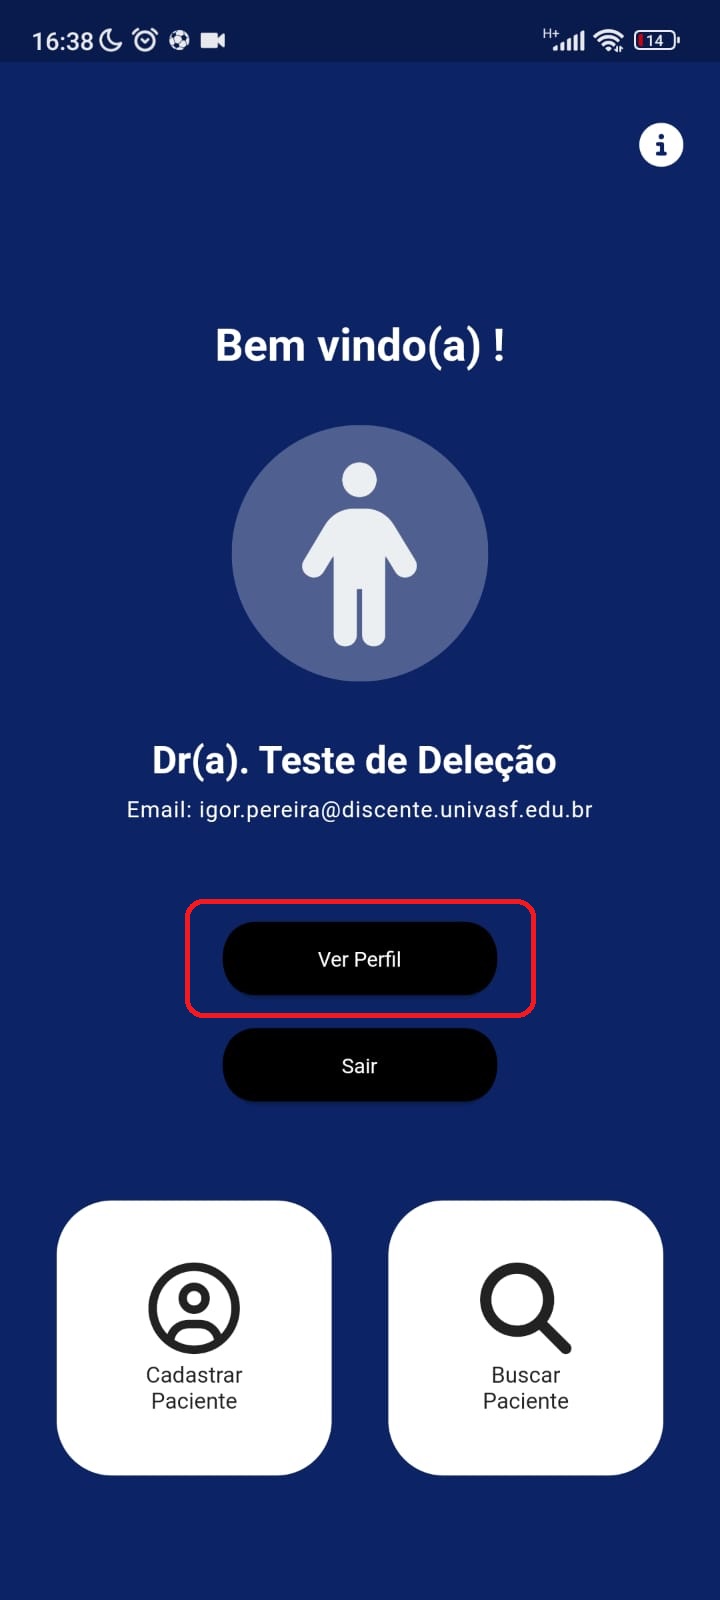 16:38
H+
14
Bem vindo(a) !
Dr(a). Teste de Deleção
Email: igor.pereira@discente.univasf.edu.br
Ver Perfil
Sair
Cadastrar
Paciente
Buscar
Paciente